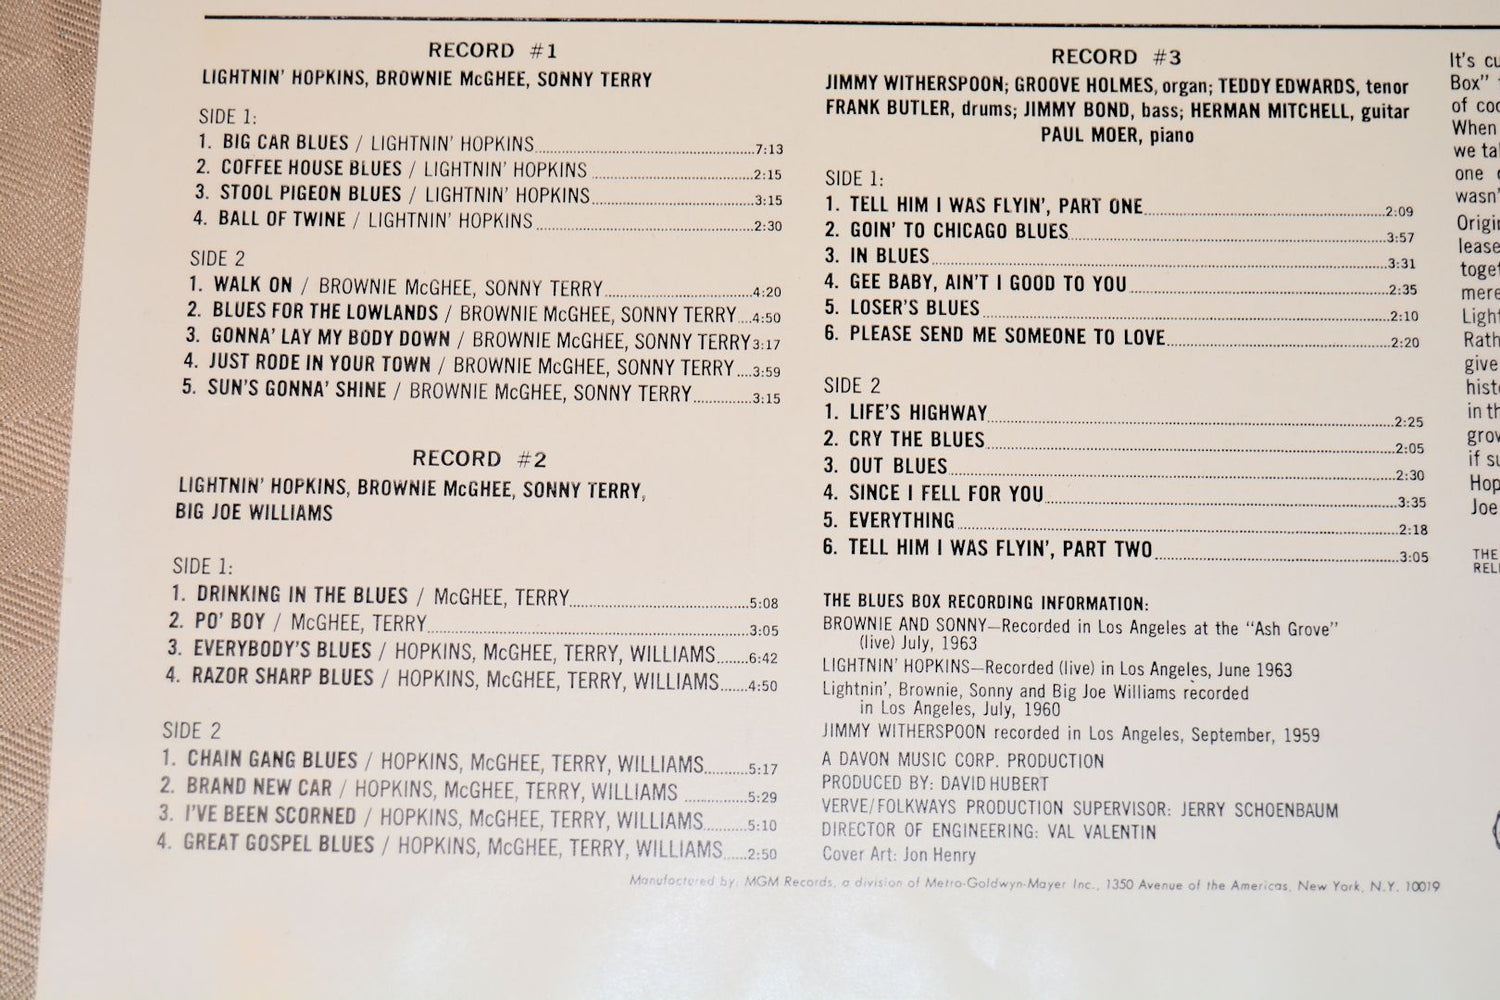 RECORD #1
LIGHTNIN' HOPKINS, BROWNIE McGHEE, SONNY TERRY
SIDE 1:
1. BIG CAR BLUES / LIGHTNIN' HOPKINS 7:13
2. COFFEE HOUSE BLUES / LIGHTNIN' HOPKINS 2:15
3. STOOL PIGEON BLUES / LIGHTNIN' HOPKINS 3:15
4. BALL OF TWINE / LIGHTNIN' HOPKINS 2:30
SIDE 2
1. WALK ON / BROWNIE McGHEE, SONNY TERRY 4:20
2. BLUES FOR THE LOWLANDS / BROWNIE McGHEE, SONNY TERRY 4:50
3. GONNA' LAY MY BODY DOWN / BROWNIE McGHEE, SONNY TERRY 3:17
4. JUST RODE IN YOUR TOWN / BROWNIE McGHEE, SONNY TERRY 3:59
5. SUN'S GONNA' SHINE / BROWNIE McGHEE, SONNY TERRY 3:15
RECORD #2
LIGHTNIN' HOPKINS, BROWNIE McGHEE, SONNY TERRY,
BIG JOE WILLIAMS
SIDE 1:
1. DRINKING IN THE BLUES / McGHEE, TERRY 5:08
2. PO' BOY / McGHEE, TERRY 3:05
3. EVERYBODY'S BLUES / HOPKINS, McGHEE, TERRY, WILLIAMS 6:42
4. RAZOR SHARP BLUES / HOPKINS, McGHEE, TERRY, WILLIAMS 4:50
SIDE 2
1. CHAIN GANG BLUES / HOPKINS, McGHEE, TERRY, WILLIAMS 5:17
2. BRAND NEW CAR / HOPKINS, McGHEE, TERRY, WILLIAMS 5:29
3. I'VE BEEN SCORNED / HOPKINS, McGHEE, TERRY, WILLIAMS 5:10
4. GREAT GOSPEL BLUES / HOPKINS, McGHEE, TERRY, WILLIAMS 2:50
RECORD #3
JIMMY WITHERSPOON; GROOVE HOLMES, organ; TEDDY EDWARDS, tenor
FRANK BUTLER, drums; JIMMY BOND, bass; HERMAN MITCHELL, guitar
PAUL MOER, piano
SIDE 1:
1. TELL HIM I WAS FLYIN', PART ONE 2:09
2. GOIN' TO CHICAGO BLUES 3:57
3. IN BLUES 3:31
4. GEE BABY, AIN'T I GOOD TO YOU 2:35
5. LOSER'S BLUES 2:10
6. PLEASE SEND ME SOMEONE TO LOVE 2:20
SIDE 2
1. LIFE'S HIGHWAY 2:25
2. CRY THE BLUES 2:05
3. OUT BLUES 2:30
4. SINCE I FELL FOR YOU 3:35
5. EVERYTHING 2:18
6. TELL HIM I WAS FLYIN', PART TWO 3:05
THE BLUES BOX RECORDING INFORMATION:
BROWNIE AND SONNY—Recorded in Los Angeles at the "Ash Grove"
(live) July, 1963
LIGHTNIN' HOPKINS—Recorded (live) in Los Angeles, June 1963
Lightnin', Brownie, Sonny and Big Joe Williams recorded
in Los Angeles, July, 1960
JIMMY WITHERSPOON recorded in Los Angeles, September, 1959
A DAVON MUSIC CORP. PRODUCTION
PRODUCED BY: DAVID HUBERT
VERVE/FOLKWAYS PRODUCTION SUPERVISOR: JERRY SCHOENBAUM
DIRECTOR OF ENGINEERING: VAL VALENTIN
Cover Art: Jon Henry
Manufactured by: MGM Records, a division of Metro-Goldwyn-Mayer Inc., 1350 Avenue of the Americas, New York, N.Y. 10019
It's
Box"
of
When
we
one
wasn'
mere
give
in
if
Joe
THE